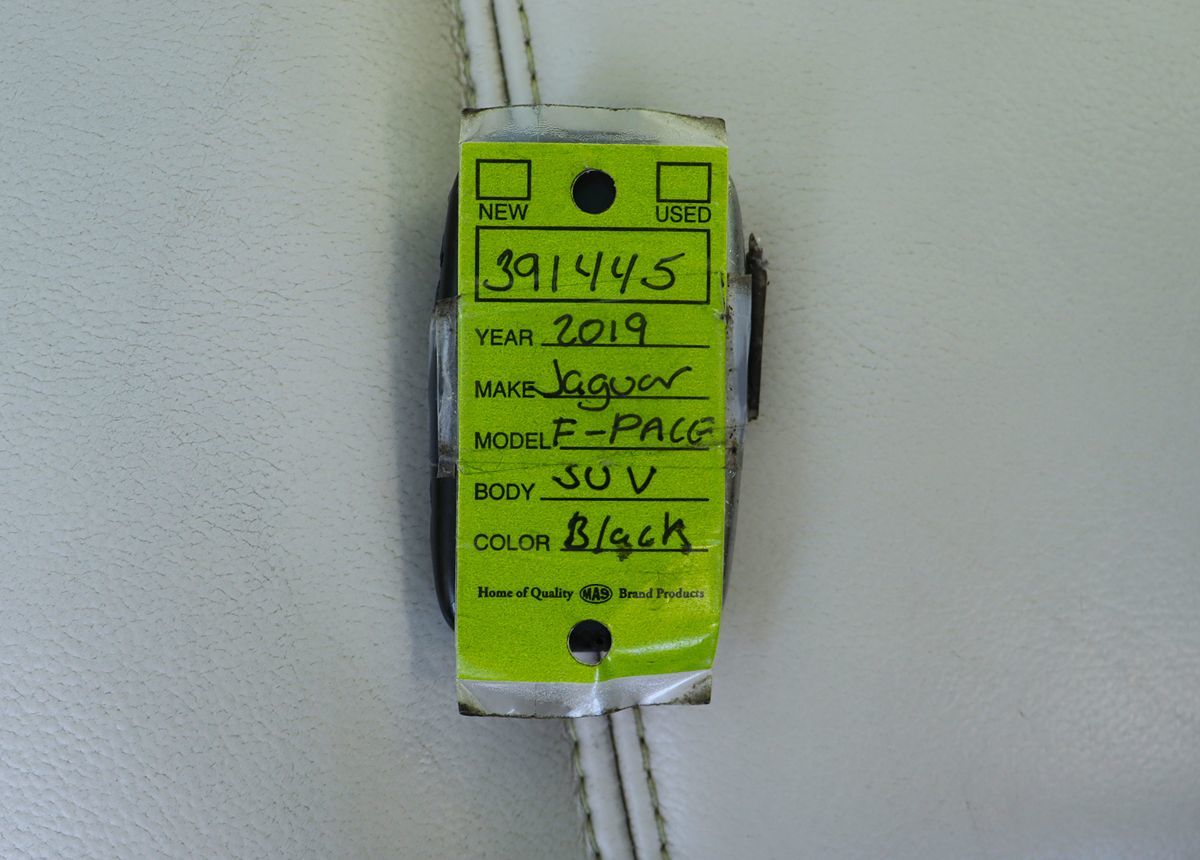 NEW USED
391445
YEAR 2019
MAKE Jaguar
MODEL F-PACE
BODY SUV
COLOR Black
Home of Quality MAS Brand Products